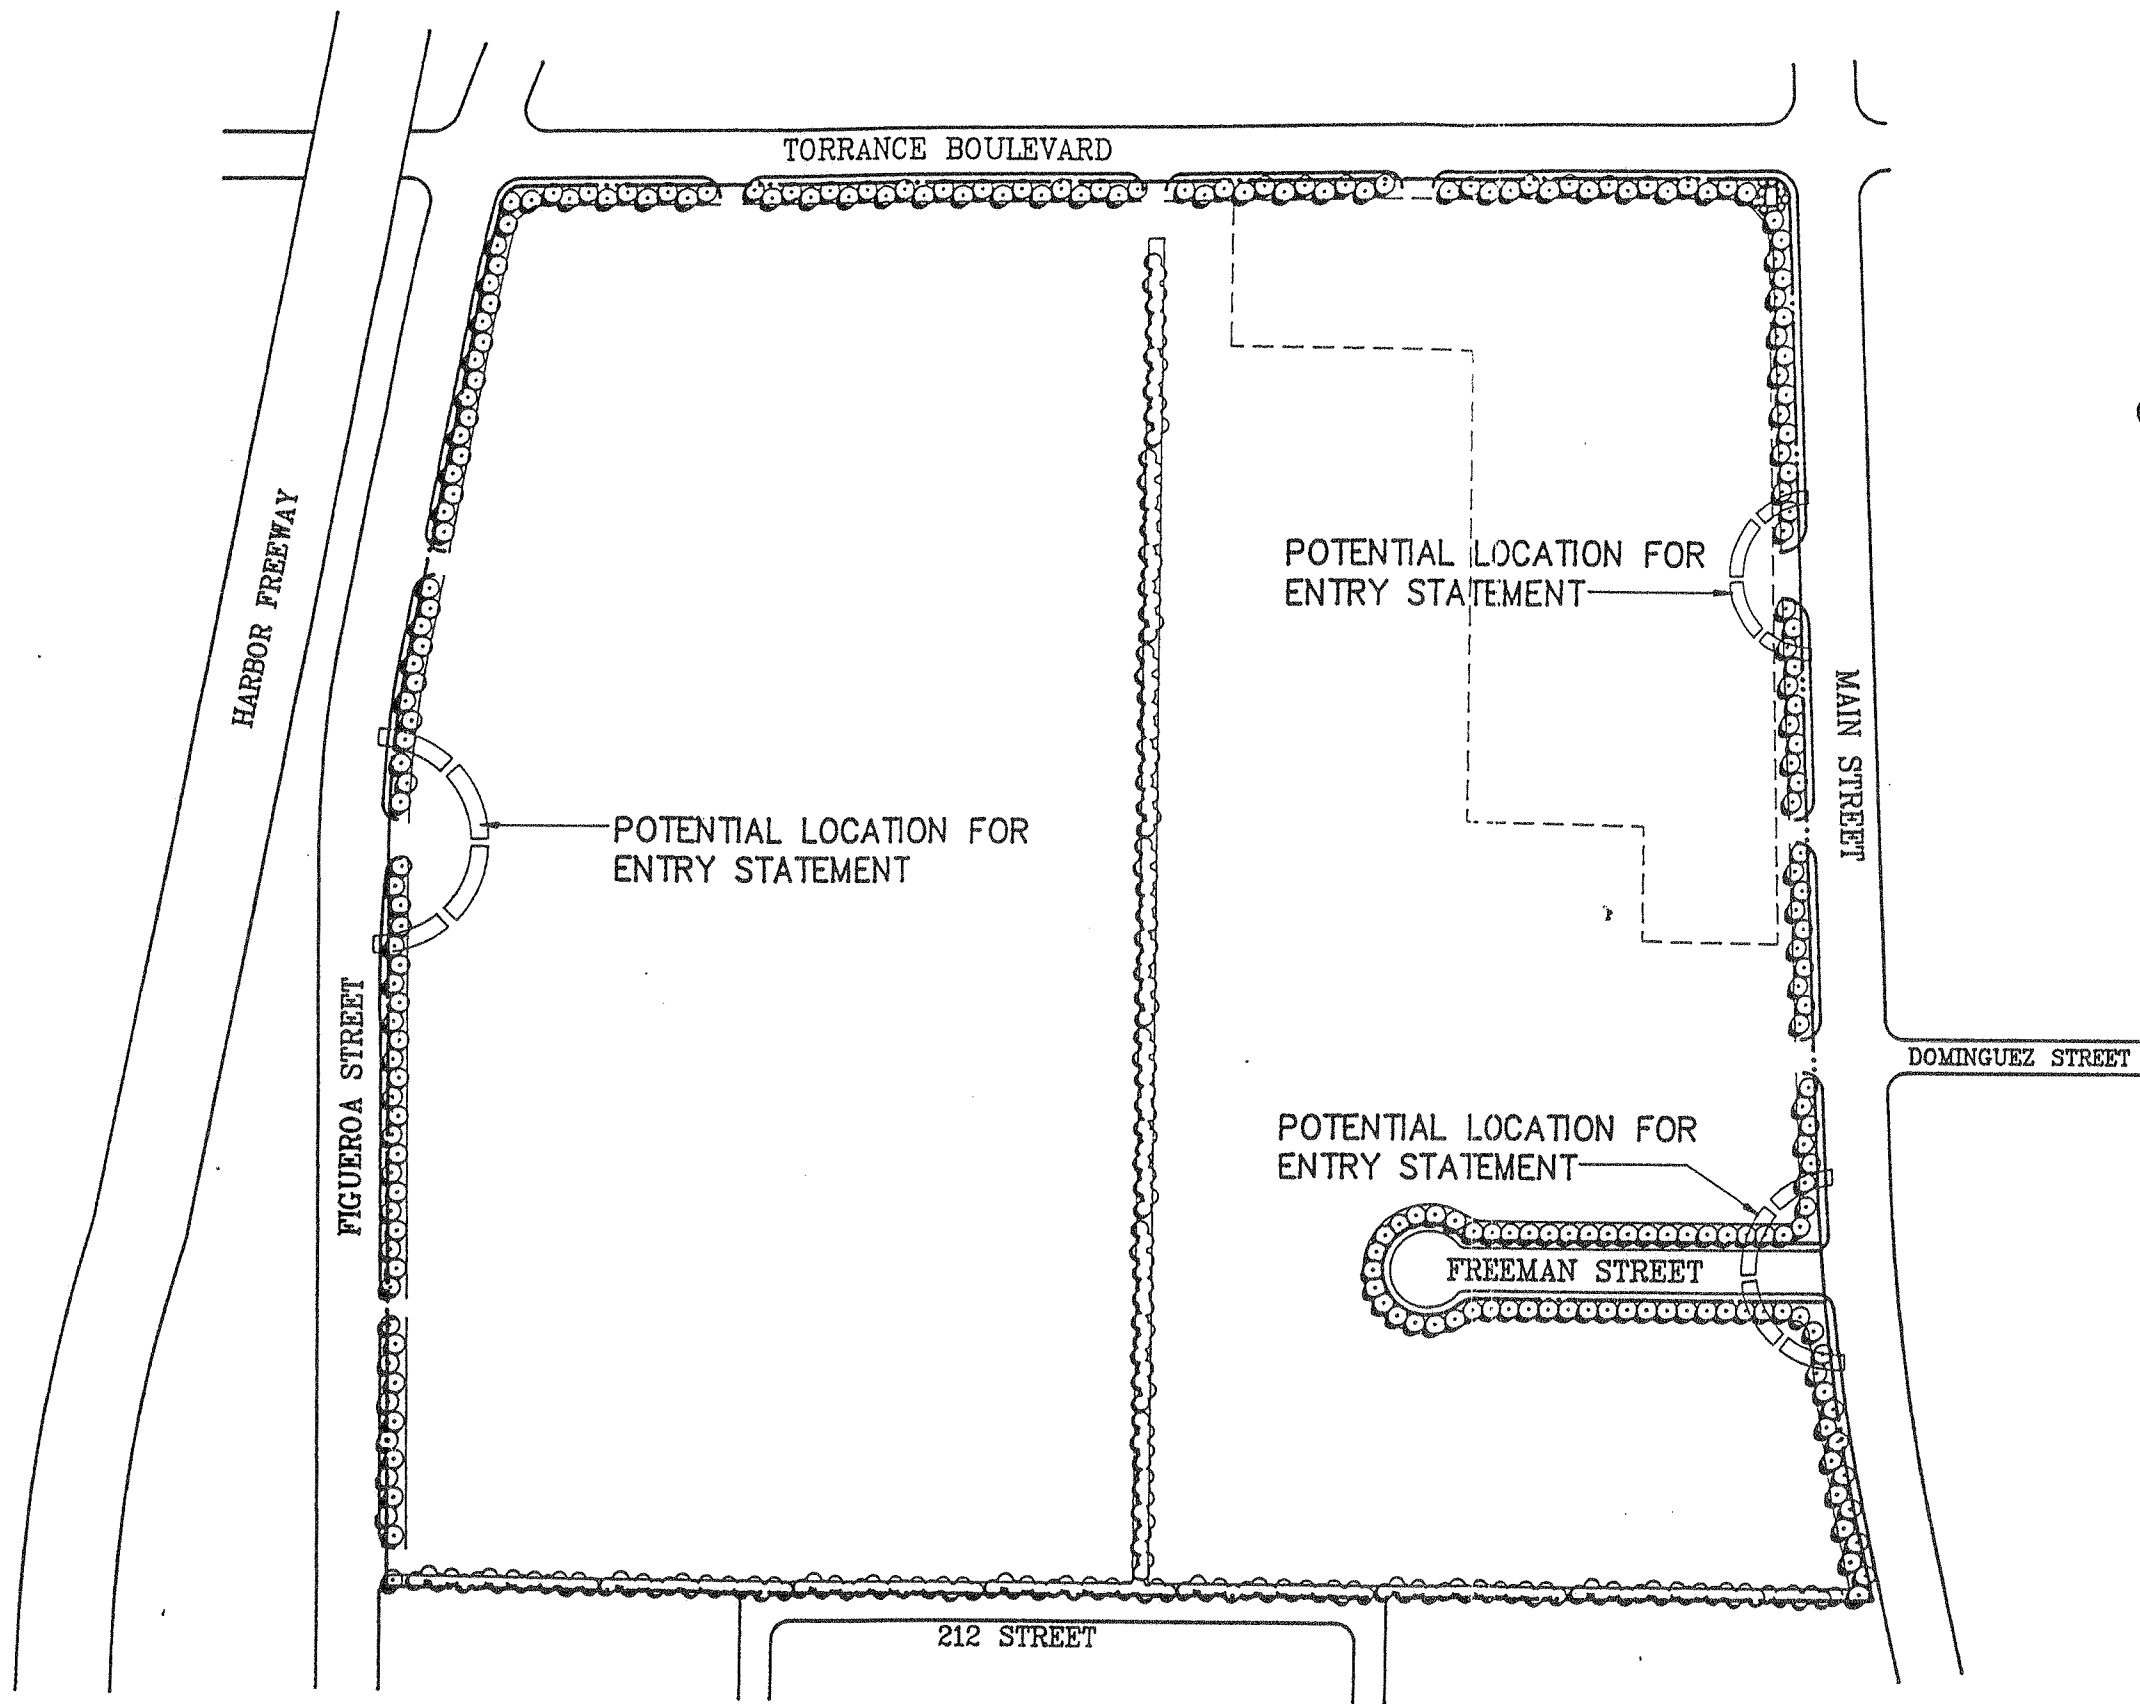 TORRANCE BOULEVARD
HARBOR FREEWAY
POTENTIAL LOCATION FOR
ENTRY STATEMENT
MAIN STREET
POTENTIAL LOCATION FOR
ENTRY STATEMENT
FIGUEROA STREET
DOMINGUEZ STREET
POTENTIAL LOCATION FOR
ENTRY STATEMENT
FREEMAN STREET
212 STREET